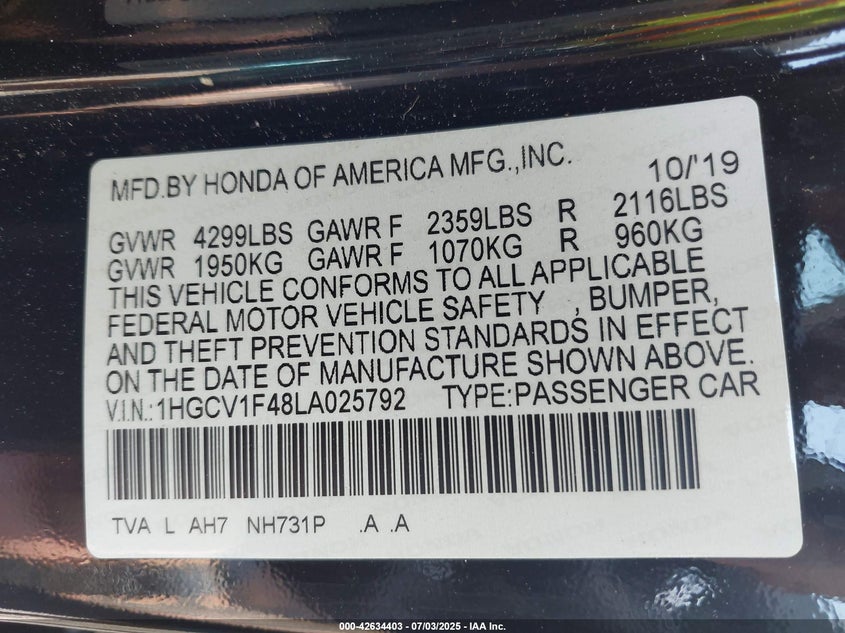 MFD.BY HONDA OF AMERICA MFG.,INC. 10/'19
GVWR 4299LBS GAWR F 2359LBS R 2116LBS
GVWR 1950KG GAWR F 1070KG R 960KG
THIS VEHICLE CONFORMS TO ALL APPLICABLE
FEDERAL MOTOR VEHICLE SAFETY , BUMPER,
AND THEFT PREVENTION STANDARDS IN EFFECT
ON THE DATE OF MANUFACTURE SHOWN ABOVE.
V.I.N.:1HGCV1F48LA025792 TYPE:PASSENGER CAR
TVA L AH7 NH731P .A .A
000-42634403 - 07/03/2025 - IAA Inc.